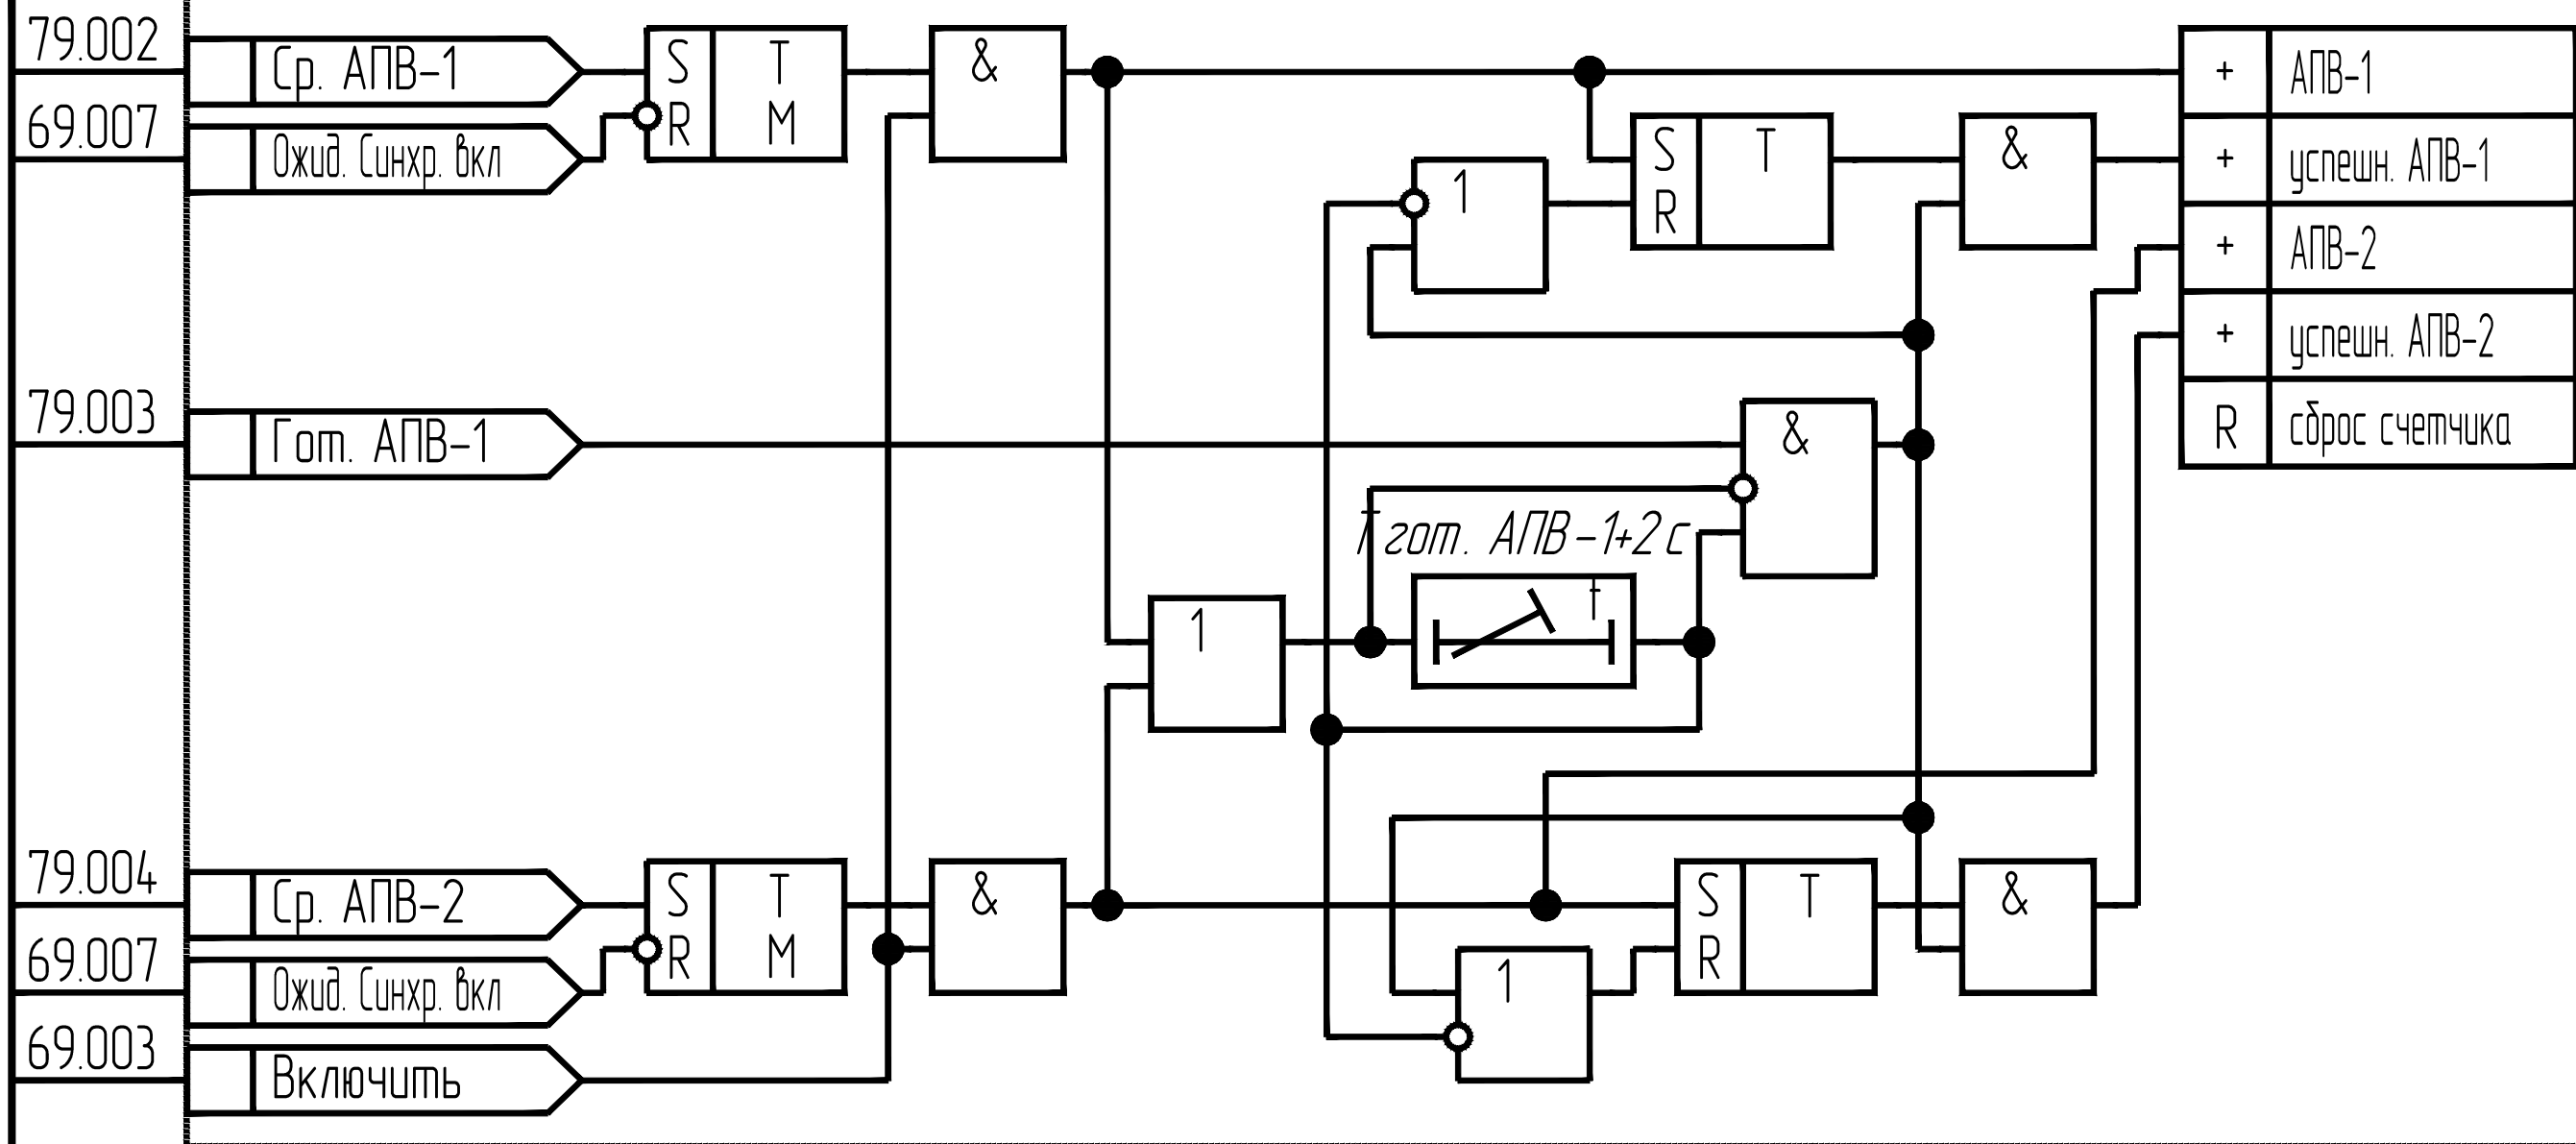 79.002
Ср. АПВ-1
S T
R M
&
+ АПВ-1
69.007
Ожид. Синхр. вкл
1
S T
R
&
+ успешн. АПВ-1
+ АПВ-2
+ успешн. АПВ-2
R сброс счетчика
79.003
Гот. АПВ-1
&
T гот. АПВ-1+2 с
t
1
79.004
Ср. АПВ-2
S T
R M
&
S T
R
&
69.007
Ожид. Синхр. вкл
1
69.003
Включить